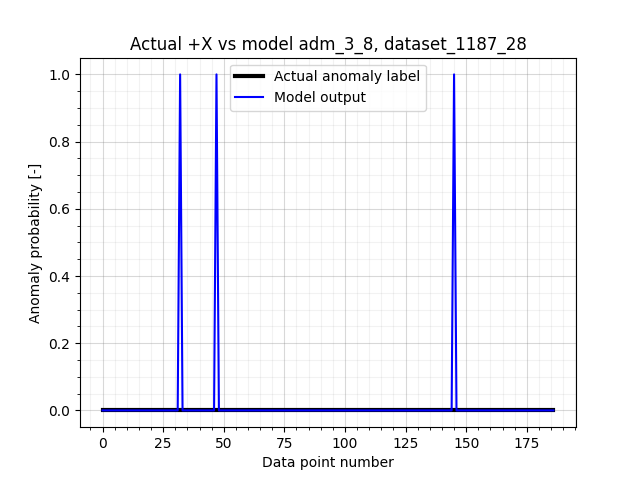 Actual +X vs model adm_3_8, dataset_1187_28
Actual anomaly label
Model output
Anomaly probability [-]
1.0
0.8
0.6
0.4
0.2
0.0
0 25 50 75 100 125 150 175
Data point number